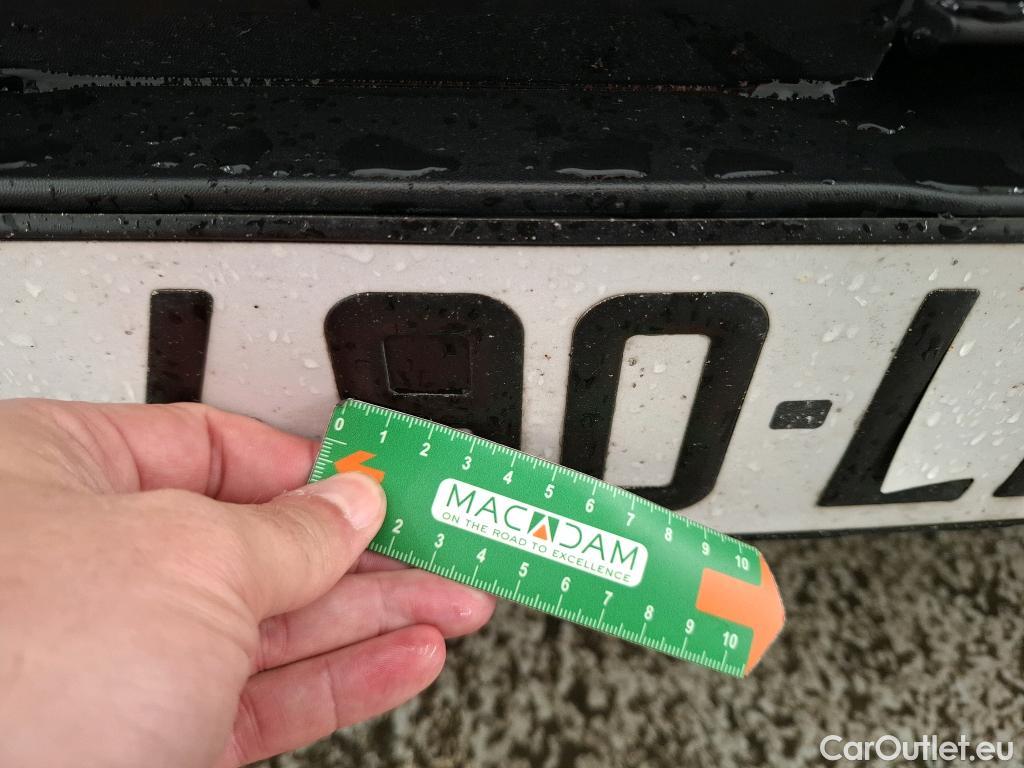 0 1 2 3 4 5 6 7 8 9 10
MACADAM
ON THE ROAD TO EXCELLENCE
2 3 4 5 6 7 8 9 10
CarOutlet.eu